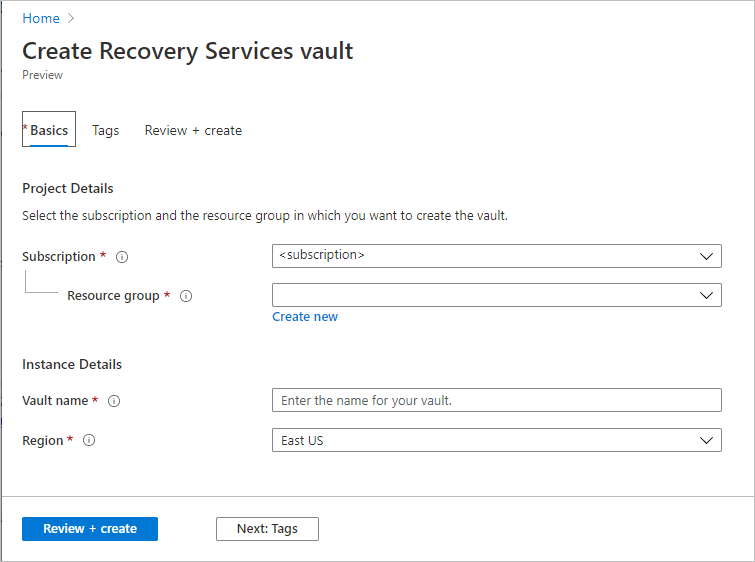 Home >
Create Recovery Services vault
Preview
* Basics Tags Review + create
Project Details
Select the subscription and the resource group in which you want to create the vault.
Subscription * <subscription>
Resource group *
Create new
Instance Details
Vault name * Enter the name for your vault.
Region * East US
Review + create Next: Tags